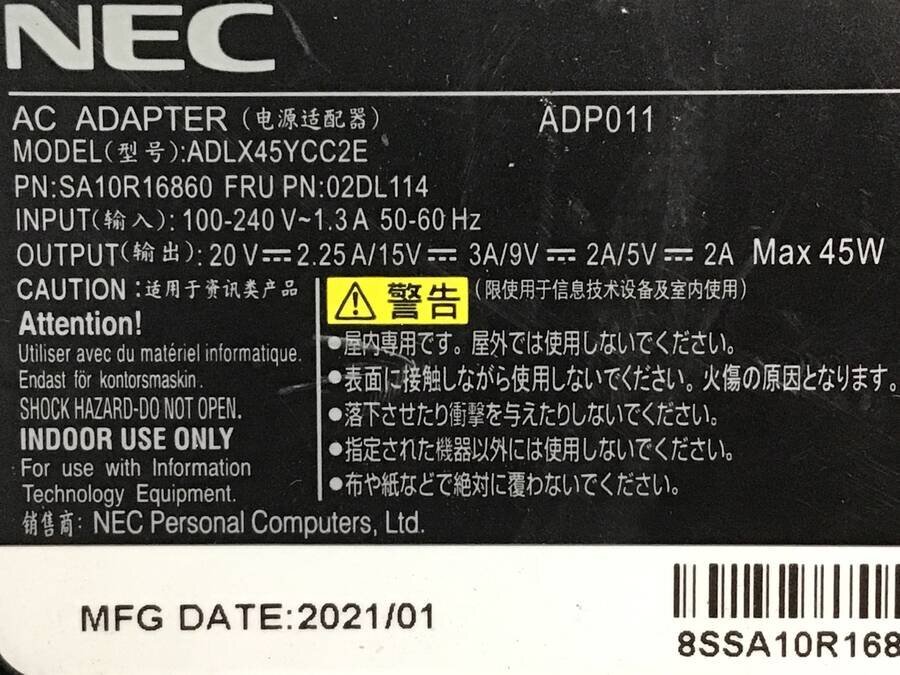 NEC
AC ADAPTER (电源适配器) ADP011
MODEL(型号):ADLX45YCC2E
PN:SA10R16860 FRU PN:02DL114
INPUT(输入): 100-240 V~1.3 A 50-60 Hz
OUTPUT(输出): 20 V⎓2.25 A/15V⎓ 3A/9V⎓ 2A/5V⎓ 2A Max 45W
CAUTION :适用于资讯类产品
Attention!
Utiliser avec du matériel informatique.
Endast för kontorsmaskin.
SHOCK HAZARD-DO NOT OPEN.
INDOOR USE ONLY
For use with Information
Technology Equipment.
⚠警告 (限使用于信息技术设备及室内使用)
●屋内専用です。屋外では使用しないでください。
●表面に接触しながら使用しないでください。火傷の原因となります。
●落下させたり衝撃を与えたりしないでください。
●指定された機器以外には使用しないでください。
●布や紙などで絶対に覆わないでください。
销售商: NEC Personal Computers, Ltd.
MFG DATE:2021/01
8SSA10R168